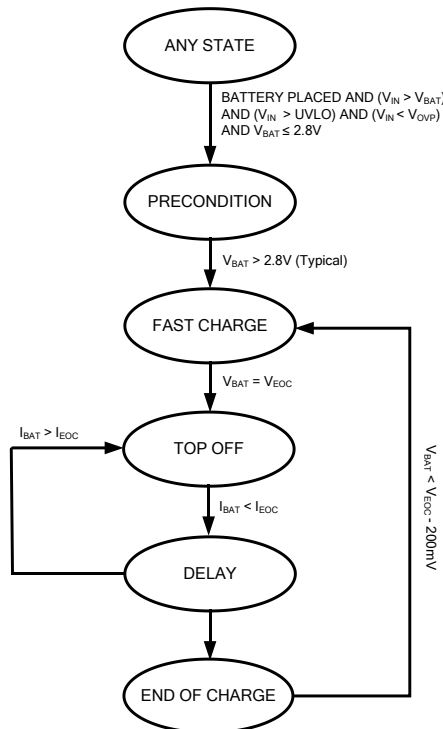 ANY STATE
BATTERY PLACED AND (VIN > VBAT)
AND (VIN > UVLO) AND (VIN < VOVP)
AND VBAT ≤ 2.8V
PRECONDITION
VBAT > 2.8V (Typical)
FAST CHARGE
VBAT = VEOC
IBAT > IEOC
TOP OFF
IBAT < IEOC
VBAT < VEOC - 200mV
DELAY
END OF CHARGE